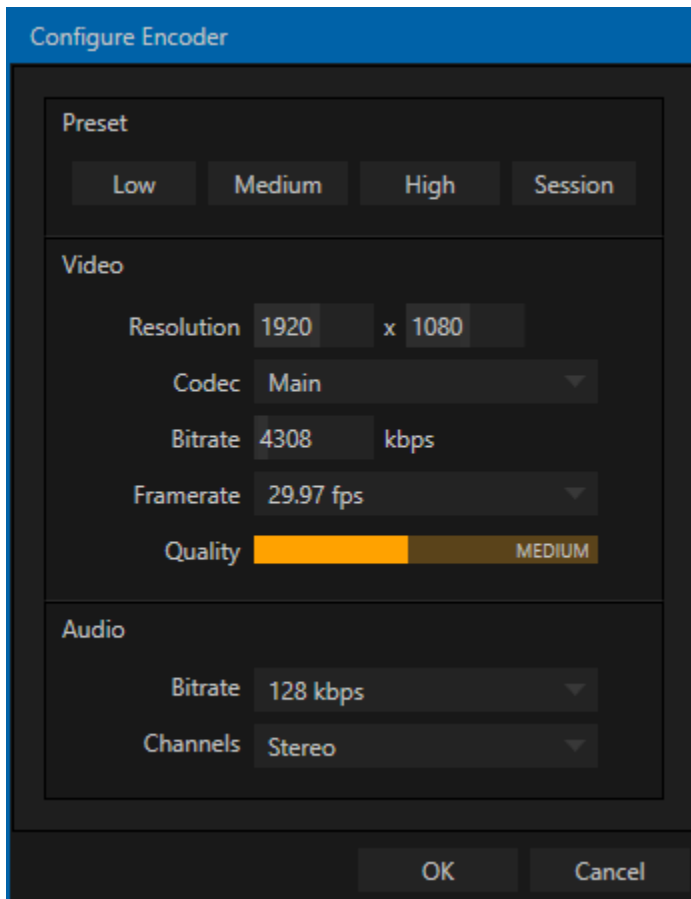 Configure Encoder
Preset
Low Medium High Session
Video
Resolution 1920 x 1080
Codec Main
Bitrate 4308 kbps
Framerate 29.97 fps
Quality MEDIUM
Audio
Bitrate 128 kbps
Channels Stereo
OK Cancel